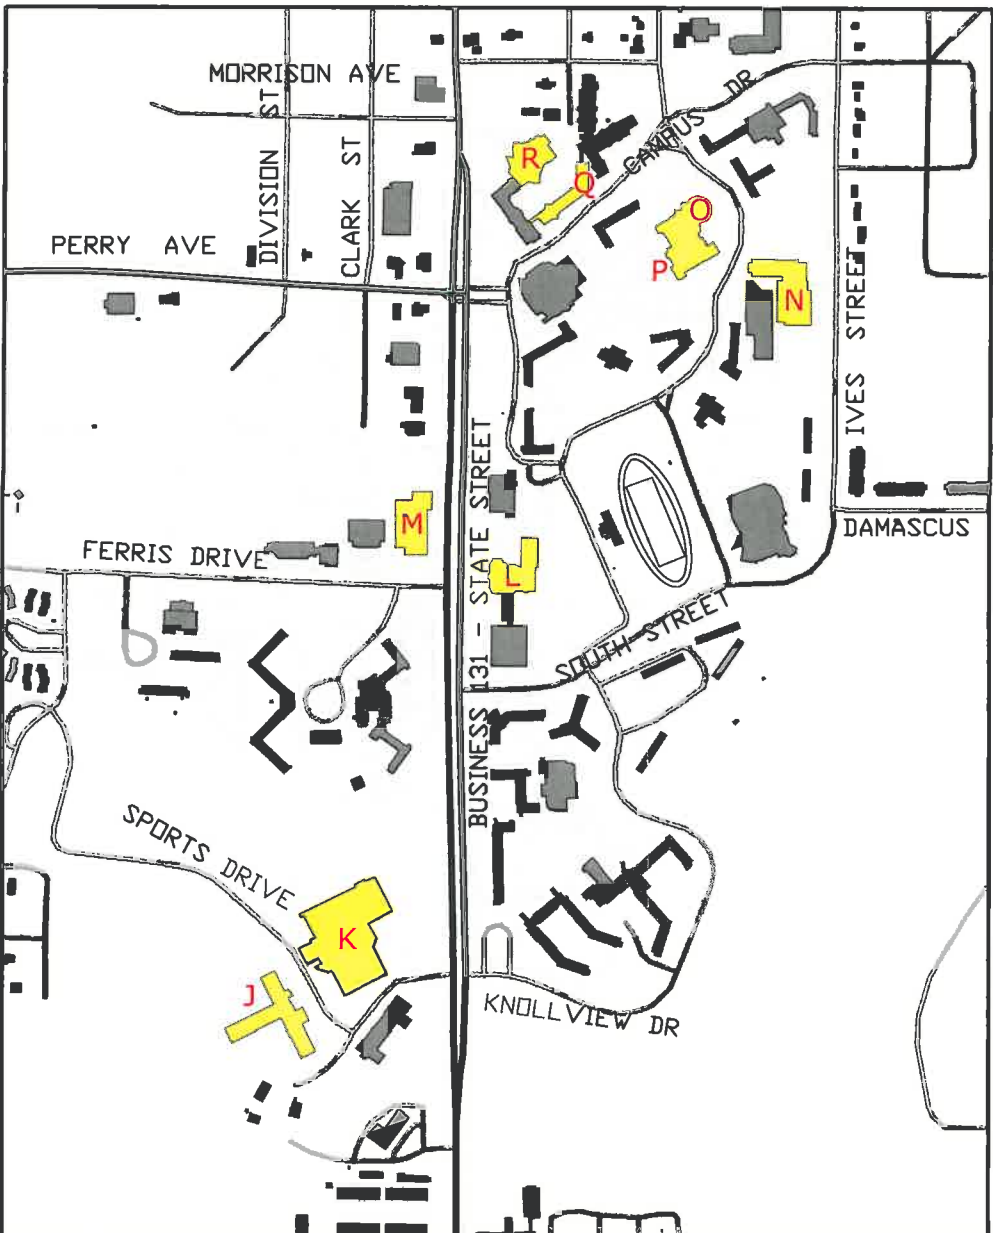 MORRISON AVE
DIVISION ST
CLARK ST
PERRY AVE
CAMPUS DR
R
Q
O
P
N
IVES STREET
DAMASCUS
M
FERRIS DRIVE
L
SOUTH STREET
BUSINESS 131 - STATE STREET
SPORTS DRIVE
K
J
KNOLLVIEW DR